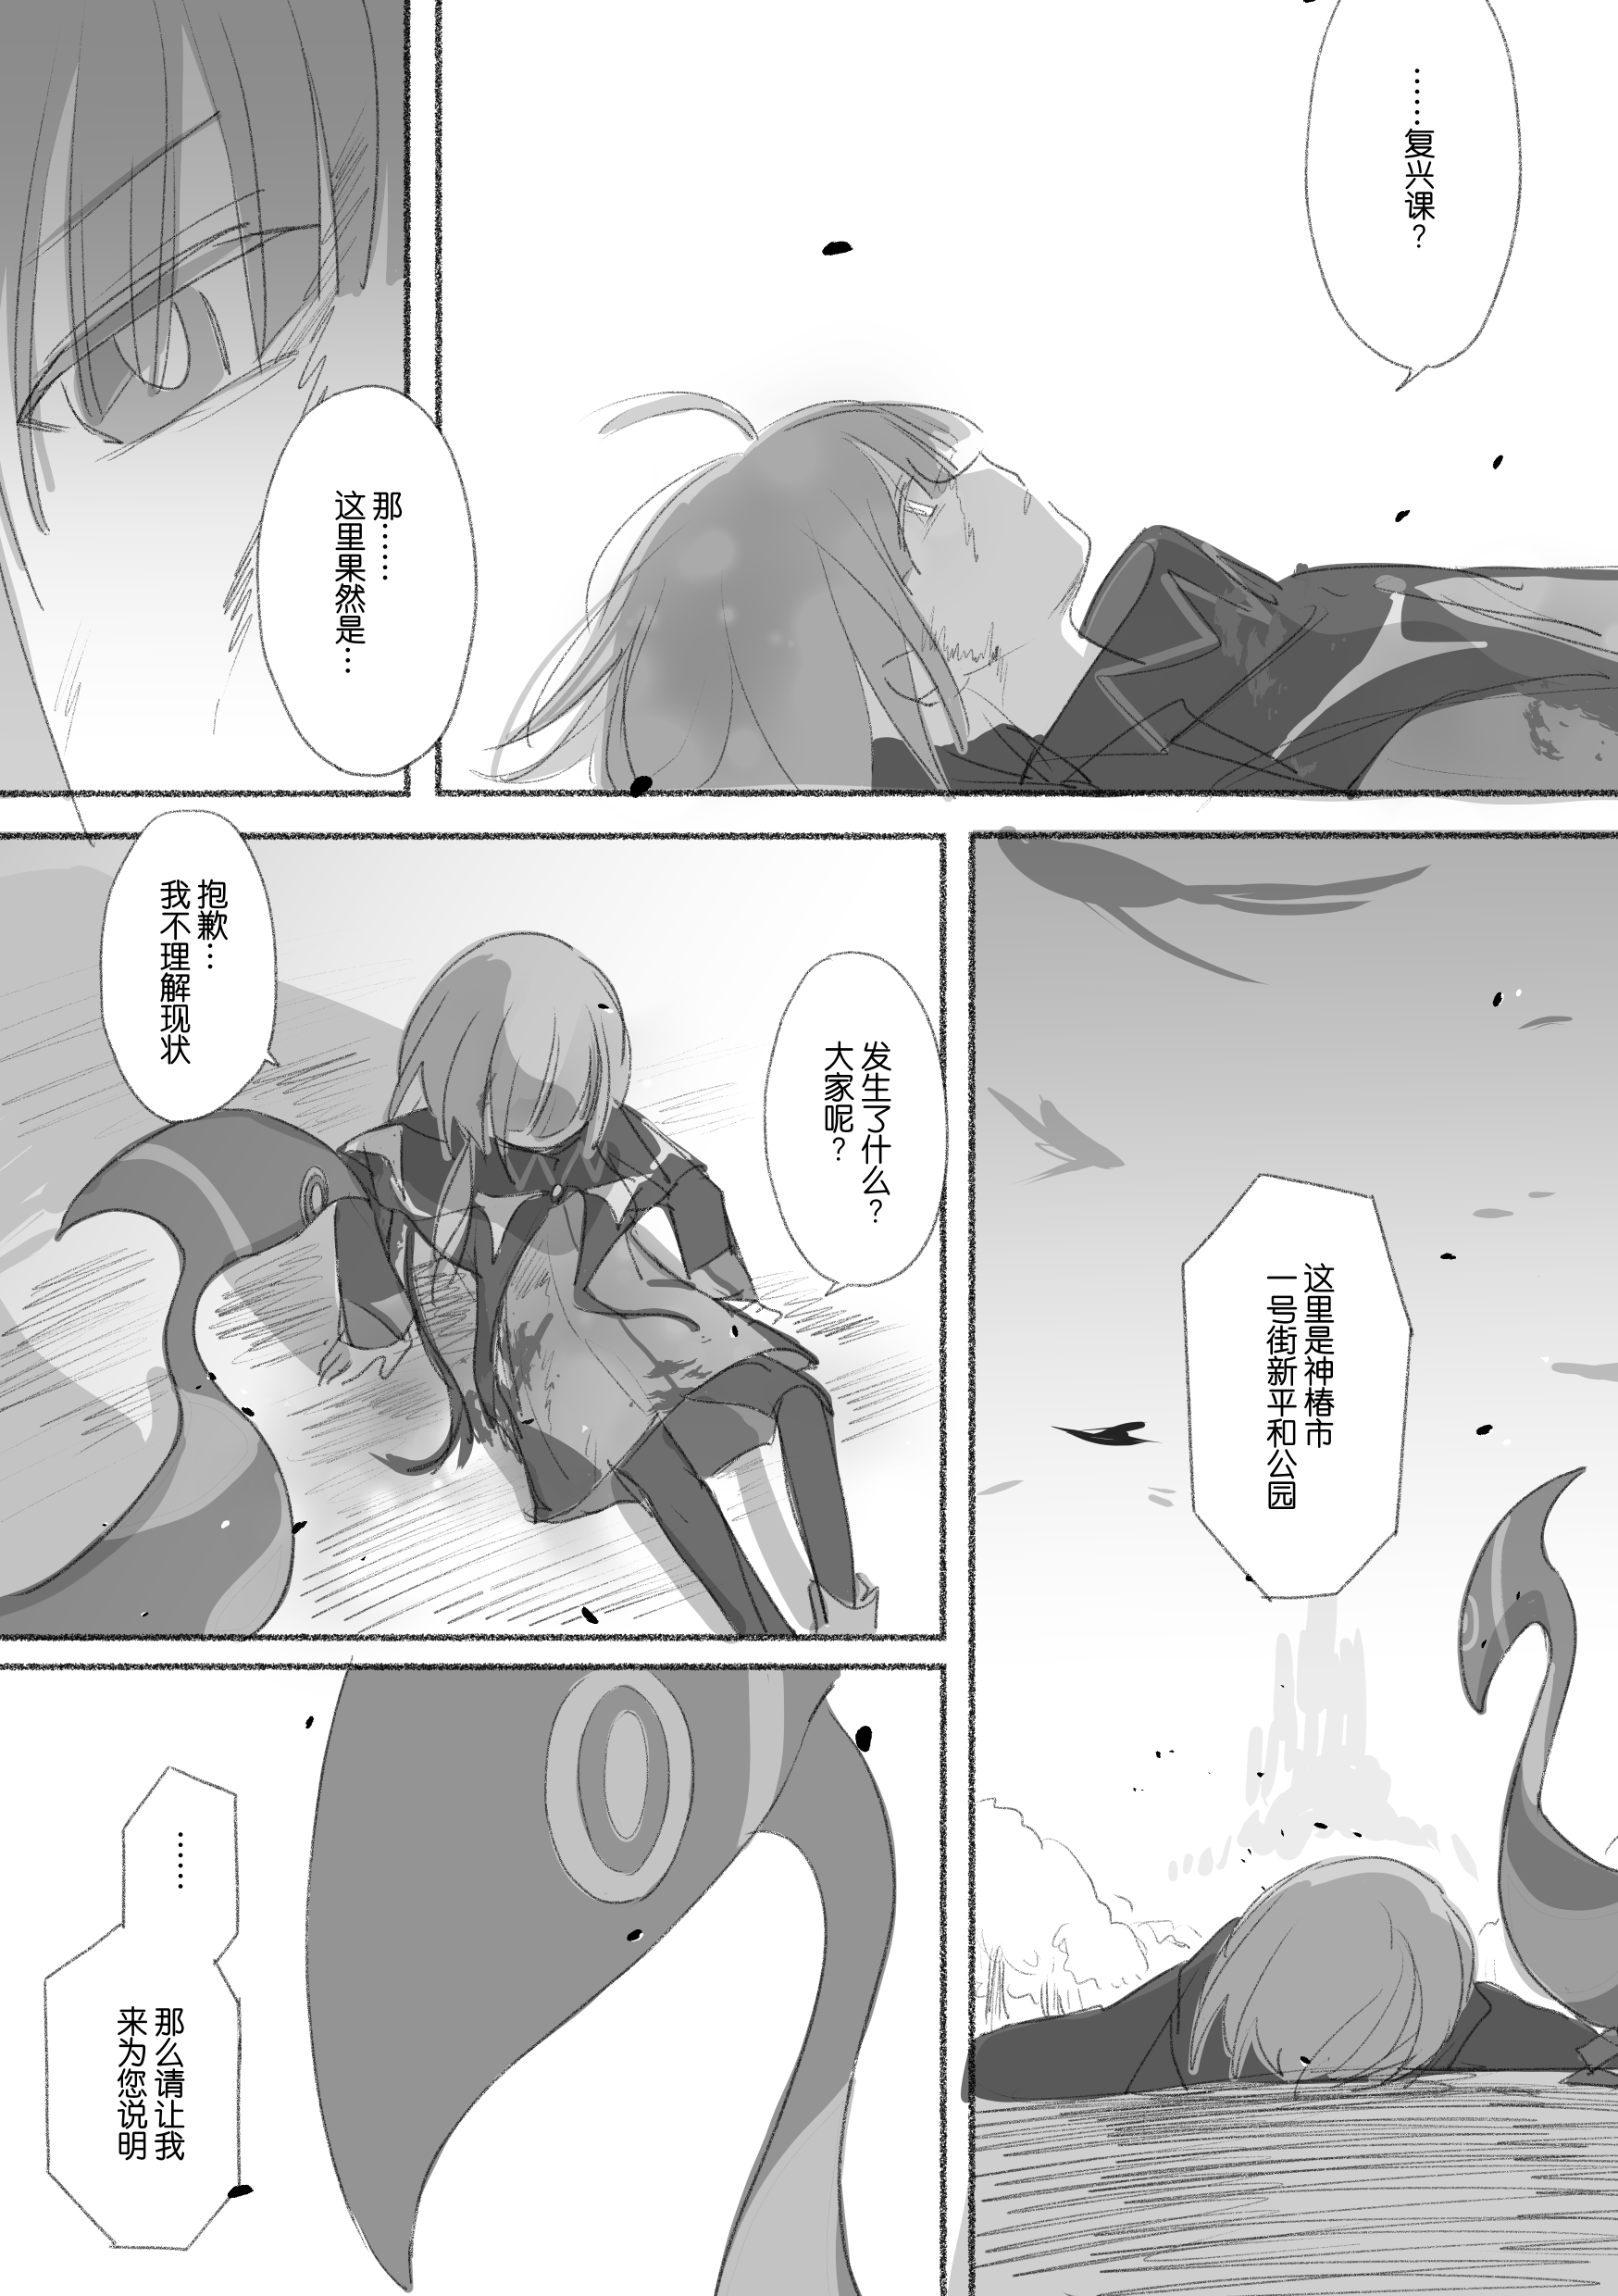 ……复兴课？
那……
这里果然是…
这里是神椿市
一号街新平和公园
发生了什么？
大家呢？
抱歉…
我不理解现状
……
那么请让我
来为您说明